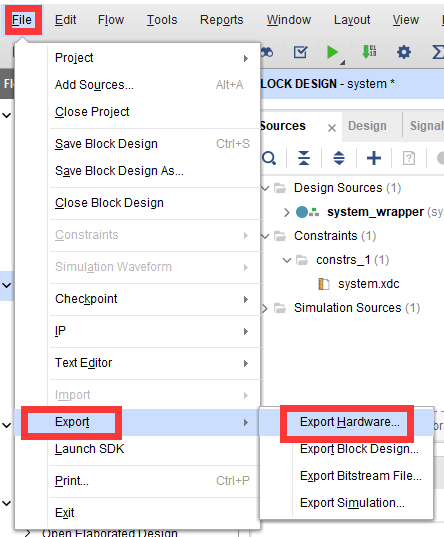 File Edit Flow Tools Reports Window Layout View
BLOCK DESIGN - system *
Project
Add Sources... Alt+A
Close Project
Save Block Design Ctrl+S
Save Block Design As...
Close Block Design
Constraints
Simulation Waveform
Checkpoint
IP
Text Editor
Import
Export
Launch SDK
Print... Ctrl+P
Exit
Open Elaborated Design
Sources Design Signal
Design Sources (1)
system_wrapper (sy
Constraints (1)
constrs_1 (1)
system.xdc
Simulation Sources (1)
Export Hardware...
Export Block Design...
Export Bitstream File...
Export Simulation...